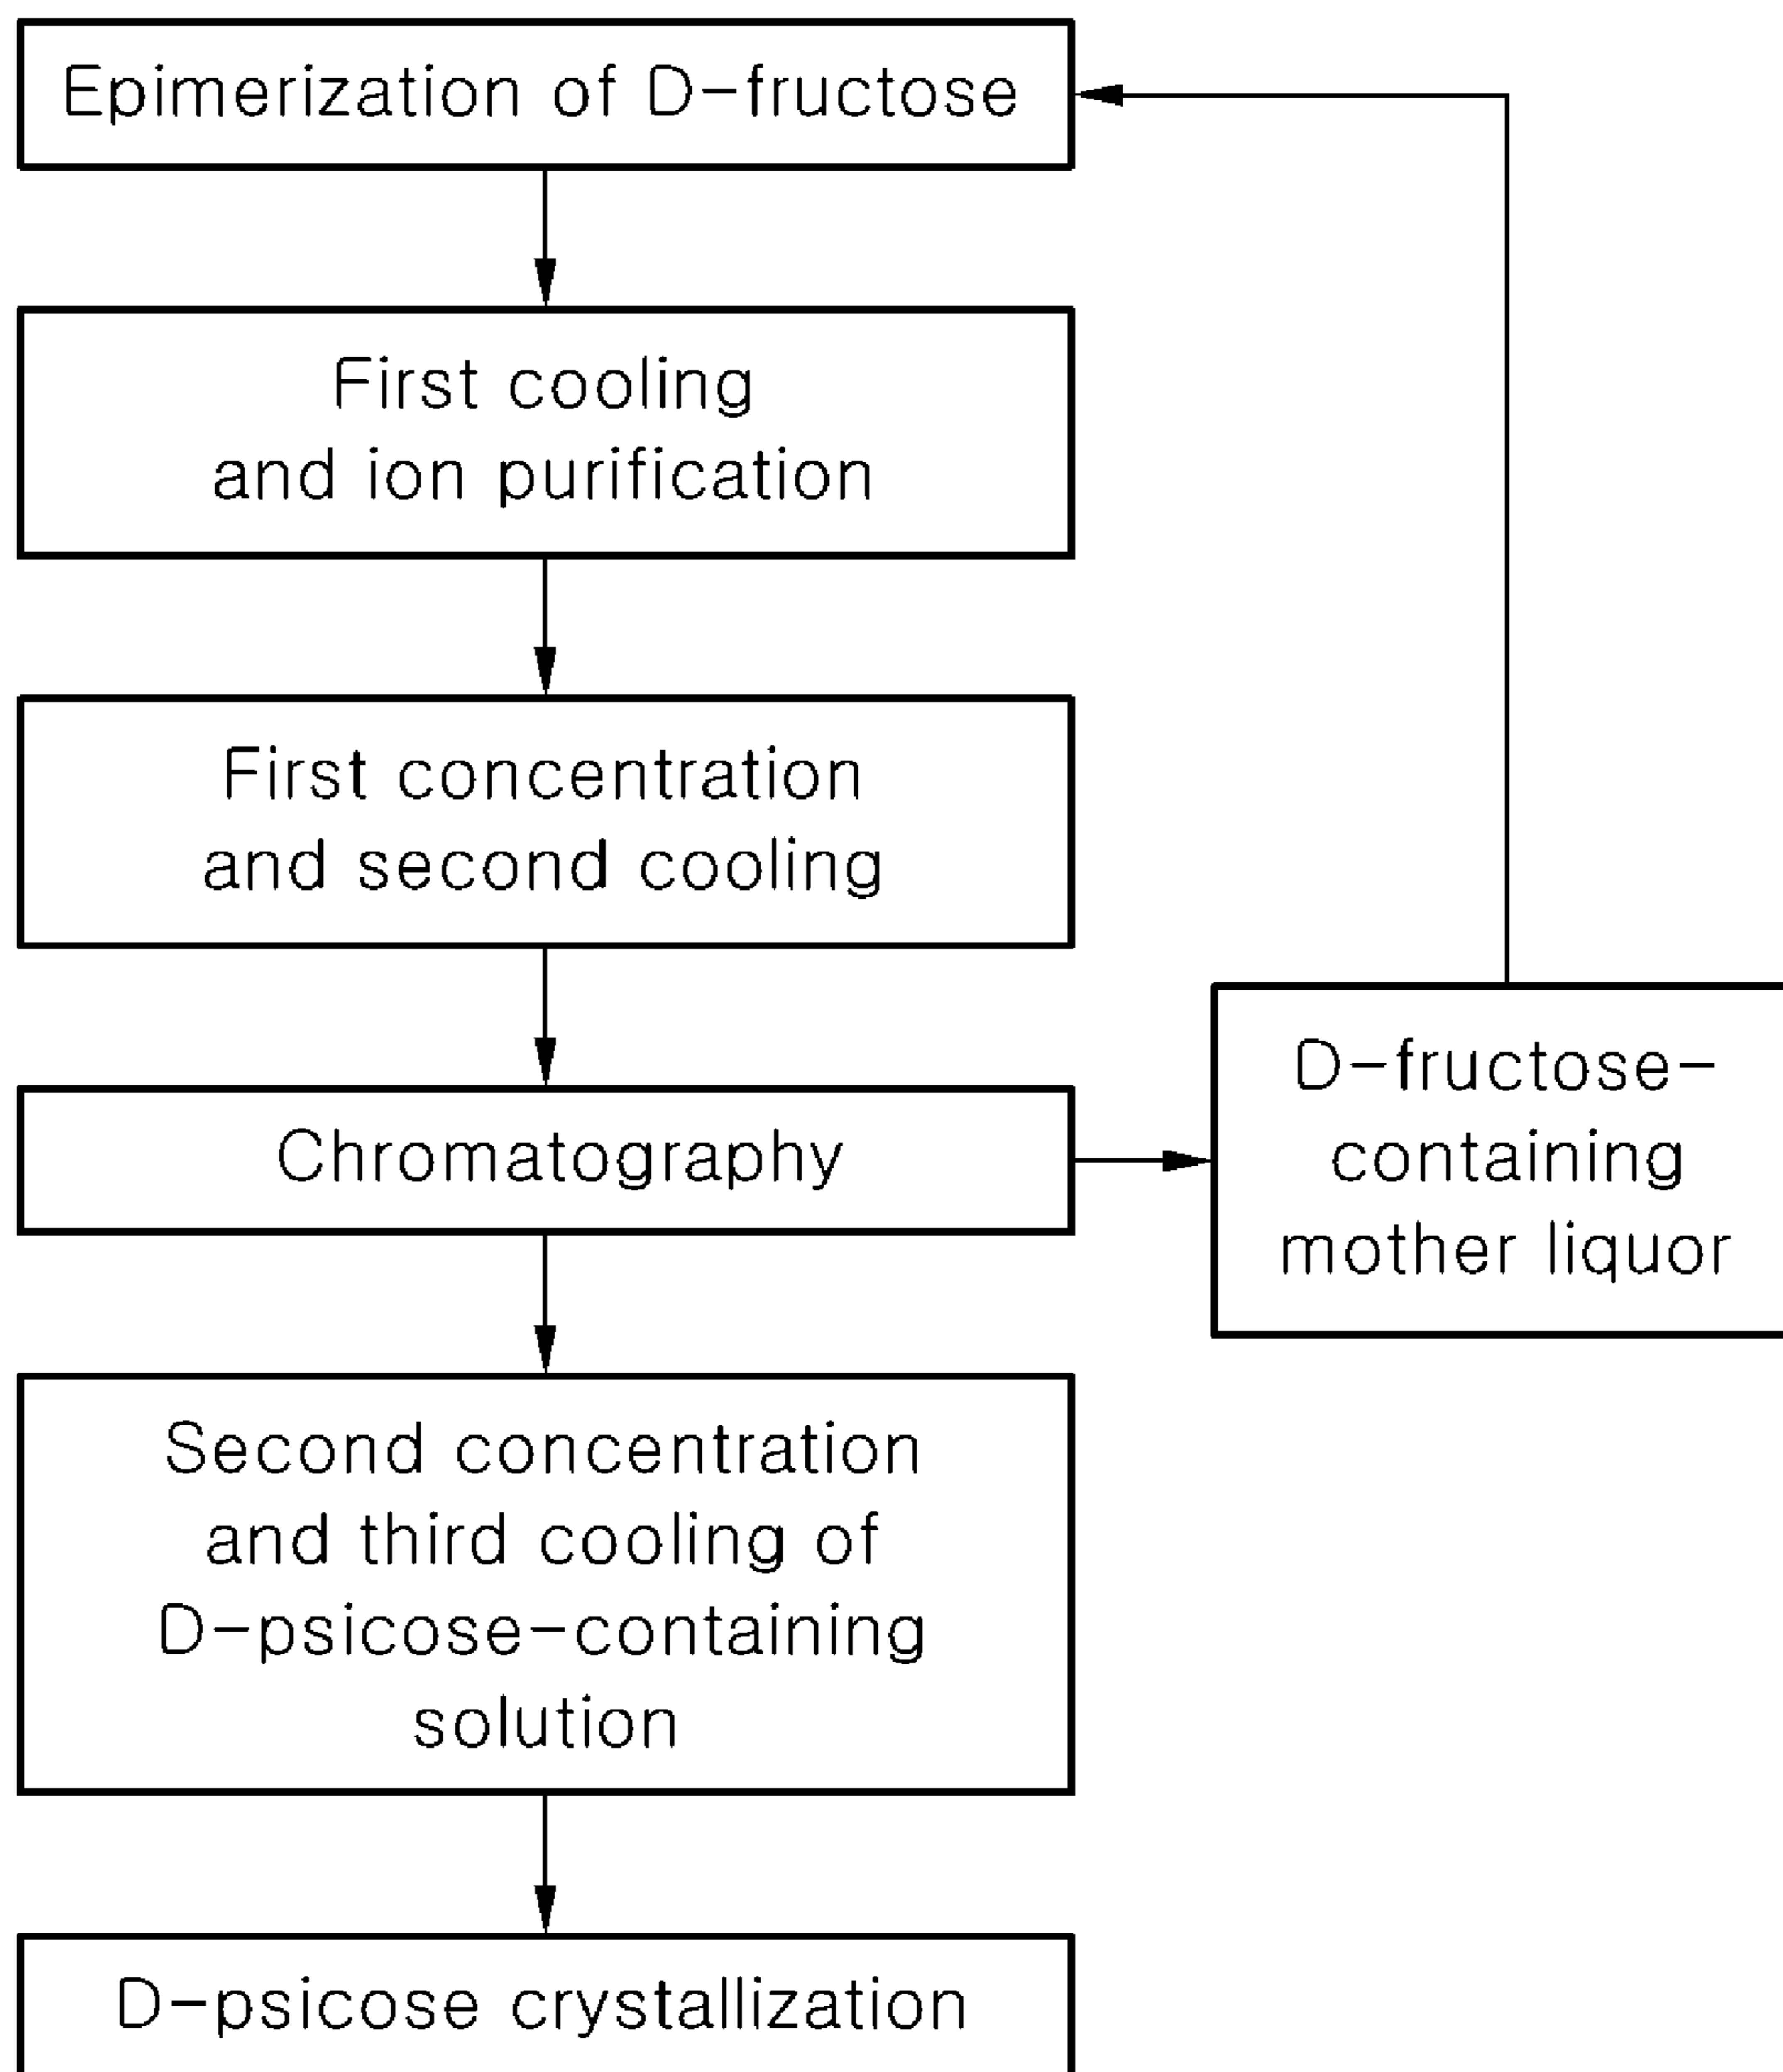 Epimerization of D-fructose
First cooling
and ion purification
First concentration
and second cooling
Chromatography
D-fructose-
containing
mother liquor
Second concentration
and third cooling of
D-psicose-containing
solution
D-psicose crystallization